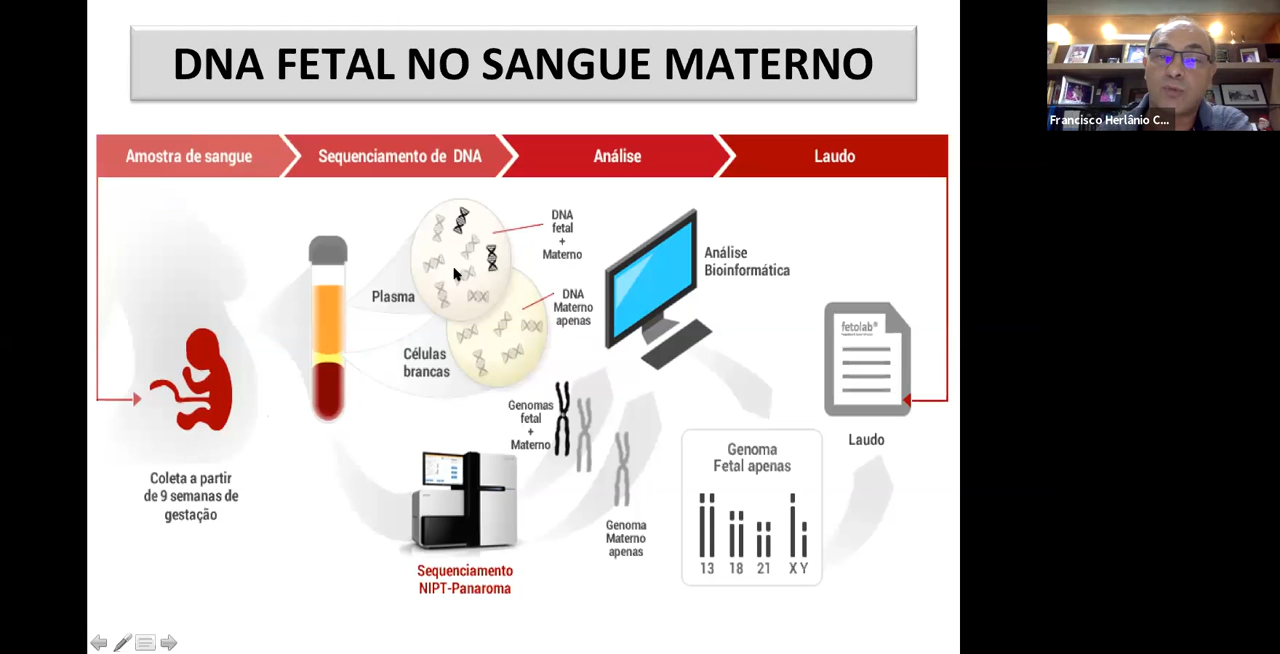 DNA FETAL NO SANGUE MATERNO
Francisco Herlânio C...
Amostra de sangue
Sequenciamento de DNA
Análise
Laudo
DNA
fetal
+
Materno
Plasma
DNA
Materno
apenas
Células
brancas
Análise
Bioinformática
fetolab®
Genomas
fetal
+
Materno
Laudo
Coleta a partir
de 9 semanas de
gestação
Genoma
Materno
apenas
Genoma
Fetal apenas
13 18 21 X Y
Sequenciamento
NIPT-Panaroma